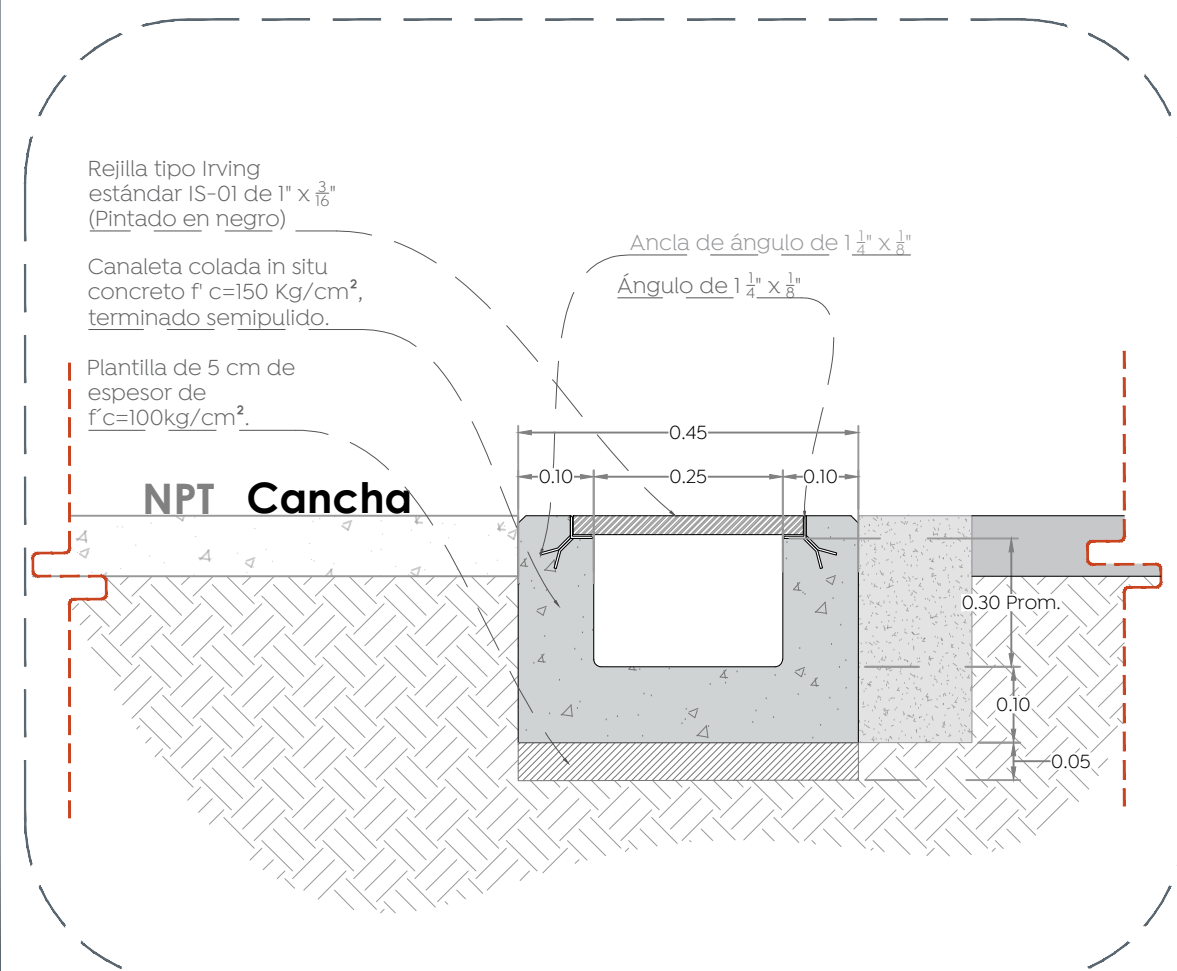 Rejilla tipo Irving
estándar IS-01 de 1" x 3/16"
(Pintado en negro)
Canaleta colada in situ
concreto f' c=150 Kg/cm²,
terminado semipulido.
Plantilla de 5 cm de
espesor de
f´c=100kg/cm².
Ancla de ángulo de 1 1/4" x 1/8"
Ángulo de 1 1/4" x 1/8"
0.45
0.10 0.25 0.10
NPT Cancha
0.30 Prom.
0.10
0.05